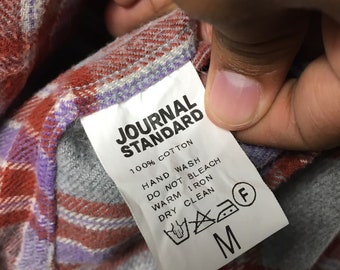 JOURNAL
STANDARD
100% COTTON
HAND WASH
DO NOT BLEACH
WARM IRON
DRY CLEAN
F
M